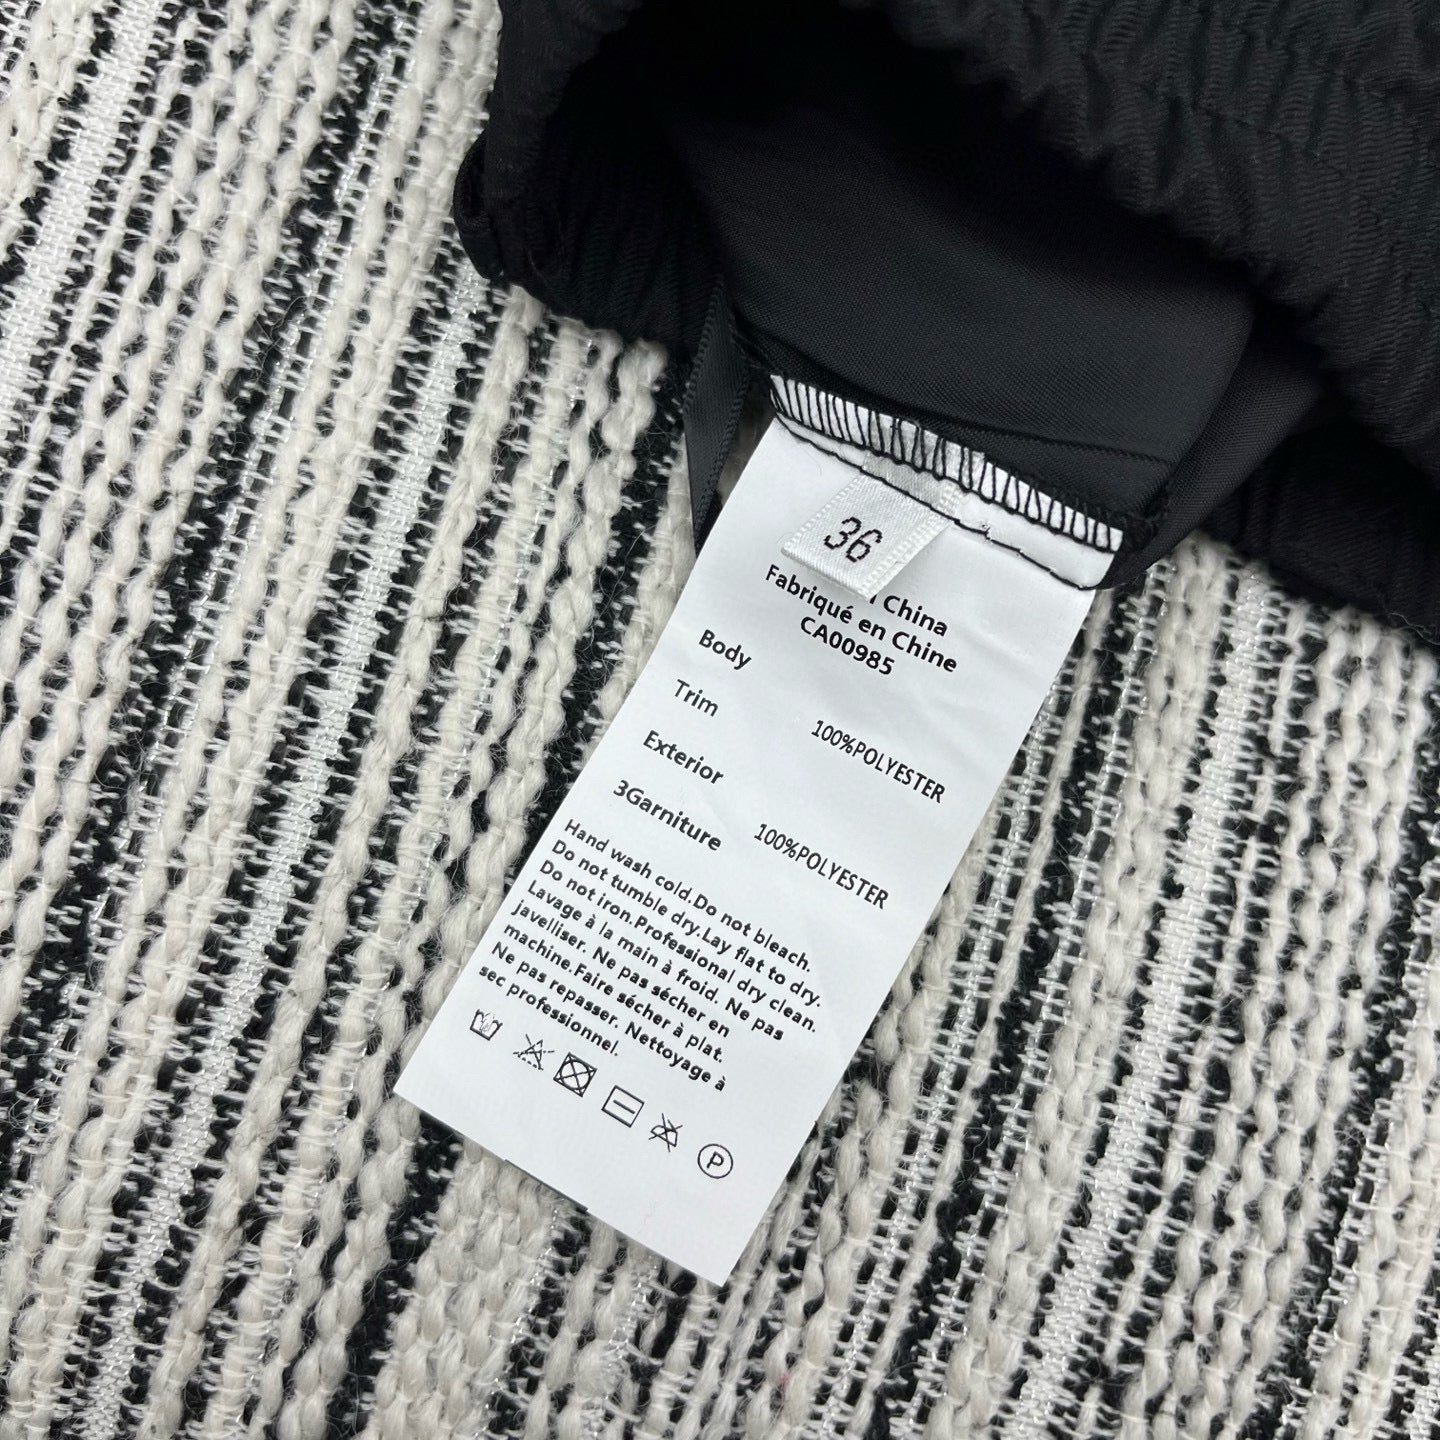 36
China
Fabriqué en Chine
CA00985
Body
100%POLYESTER
Trim
Exterior
100%POLYESTER
3Garniture
Hand wash cold.Do not bleach.
Do not tumble dry.Lay flat to dry.
Do not iron.Professional dry clean.
Lavage à la main à froid. Ne pas
javelliser. Ne pas sécher en
machine.Faire sécher à plat.
Ne pas repasser. Nettoyage à
sec professionnel.
P